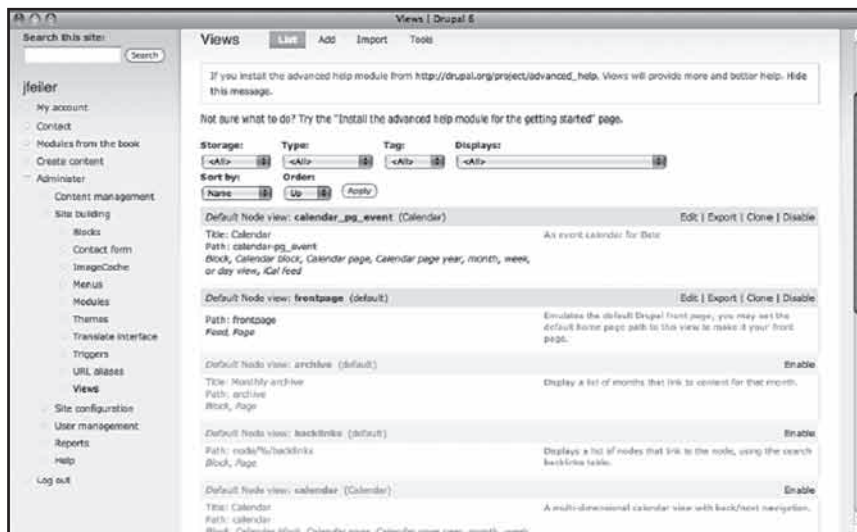 Views | Drupal 6
Search this site:
Search
jfeiler
My account
Contact
Modules from the book
Create content
Administer
Content management
Site building
Blocks
Contact form
ImageCache
Menus
Modules
Themes
Translate interface
Triggers
URL aliases
Views
Site configuration
User management
Reports
Help
Log out
Views List Add Import Tools
If you install the advanced help module from http://drupal.org/project/advanced_help, Views will provide more and better help. Hide
this message.
Not sure what to do? Try the "Install the advanced help module for the getting started" page.
Storage: Type: Tag: Displays:
<All> <All> <All> <All>
Sort by: Order:
Name Up Apply
Default Node view: calendar_pg_event (Calendar) Edit | Export | Clone | Disable
Title: Calendar An event calendar for Date
Path: calendar-pg_event
Block, Calendar block, Calendar page, Calendar page year, month, week,
or day view, iCal feed
Default Node view: frontpage (default) Edit | Export | Clone | Disable
Path: frontpage Emulates the default Drupal front page; you may set the
Feed, Page default home page path to this view to make it your front
page.
Default Node view: archive (default) Enable
Title: Monthly archive Display a list of months that link to content for that month.
Path: archive
Block, Page
Default Node view: backlinks (default) Enable
Path: node/%/backlinks Displays a list of nodes that link to the node, using the search
Block, Page backlinks table.
Default Node view: calendar (Calendar) Enable
Title: Calendar A multi-dimensional calendar view with back/next navigation.
Path: calendar
Block, Calendar block, Calendar page, Calendar page year, month, week,